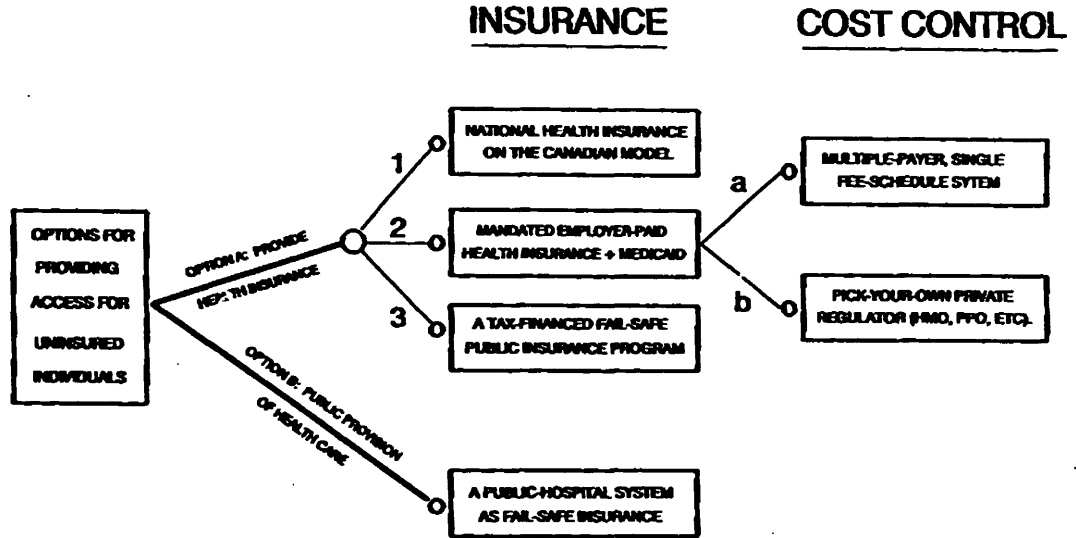 INSURANCE
COST CONTROL
OPTIONS FOR
PROVIDING
ACCESS FOR
UNINSURED
INDIVIDUALS
OPTION A: PROVIDE
HEALTH INSURANCE
OPTION B: PUBLIC PROVISION
OF HEALTH CARE
1
NATIONAL HEALTH INSURANCE
ON THE CANADIAN MODEL
2
MANDATED EMPLOYER-PAID
HEALTH INSURANCE + MEDICAID
3
A TAX-FINANCED FAIL-SAFE
PUBLIC INSURANCE PROGRAM
A PUBLIC-HOSPITAL SYSTEM
AS FAIL-SAFE INSURANCE
a
MULTIPLE-PAYER, SINGLE
FEE-SCHEDULE SYTEM
b
PICK-YOUR-OWN PRIVATE
REGULATOR (HMO, PPO, ETC).